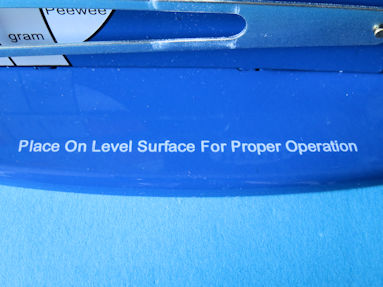 Peewee
gram
Place On Level Surface For Proper Operation